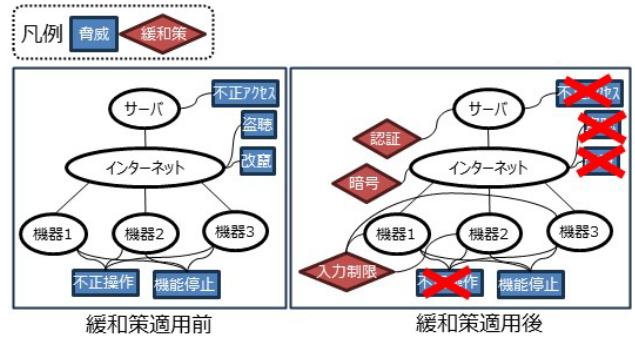 凡例
脅威
緩和策
サーバ
不正アクセス
盗聴
改竄
インターネット
機器1
機器2
機器3
不正操作
機能停止
緩和策適用前
サーバ
認証
インターネット
暗号
機器1
機器2
機器3
入力制限
機能停止
緩和策適用後